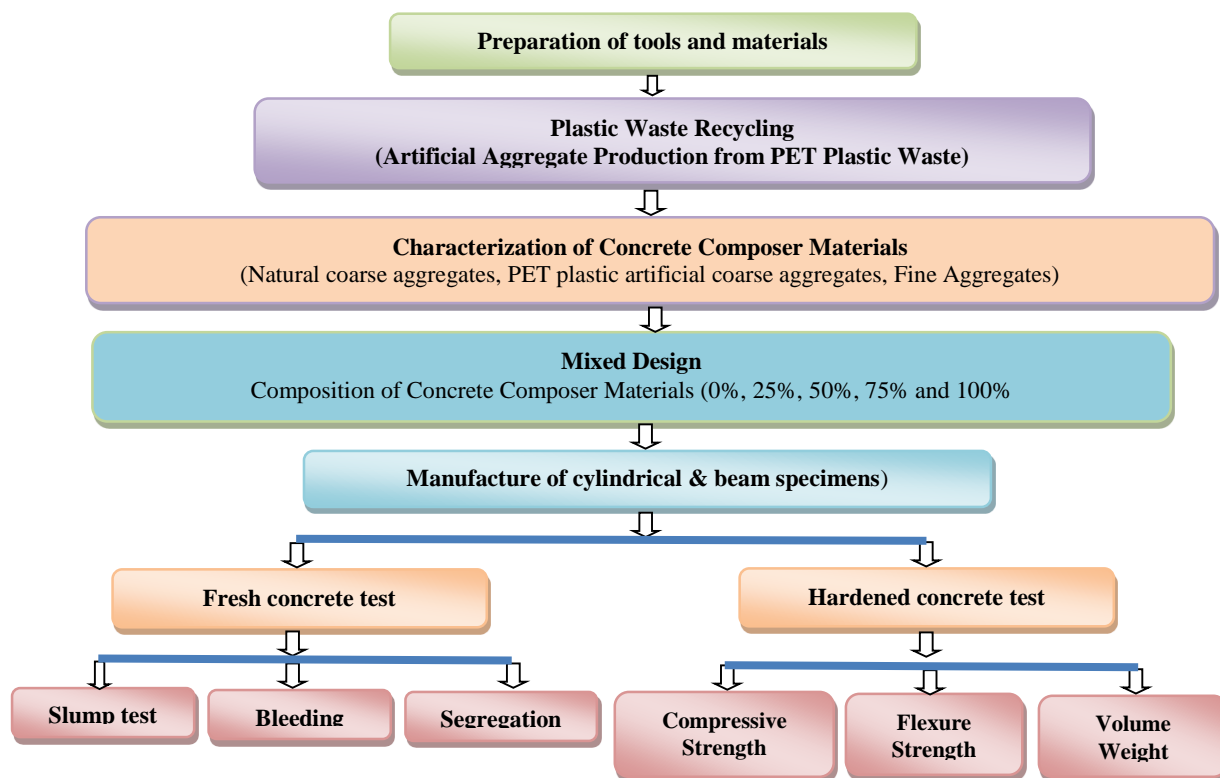 Preparation of tools and materials
Plastic Waste Recycling
(Artificial Aggregate Production from PET Plastic Waste)
Characterization of Concrete Composer Materials
(Natural coarse aggregates, PET plastic artificial coarse aggregates, Fine Aggregates)
Mixed Design
Composition of Concrete Composer Materials (0%, 25%, 50%, 75% and 100%
Manufacture of cylindrical & beam specimens)
Fresh concrete test
Hardened concrete test
Slump test
Bleeding
Segregation
Compressive
Strength
Flexure
Strength
Volume
Weight